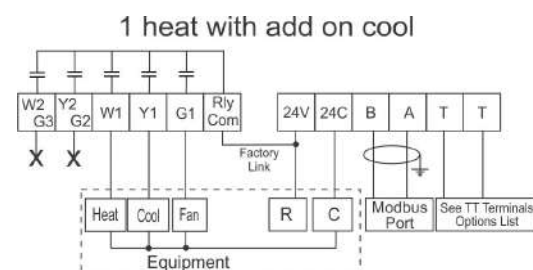 1 heat with add on cool
W2 G3
Y2 G2
W1
Y1
G1
Rly Com
24V
24C
B
A
T
T
Factory Link
Heat
Cool
Fan
R
C
Modbus Port
See TT Terminals Options List
X
X
Equipment